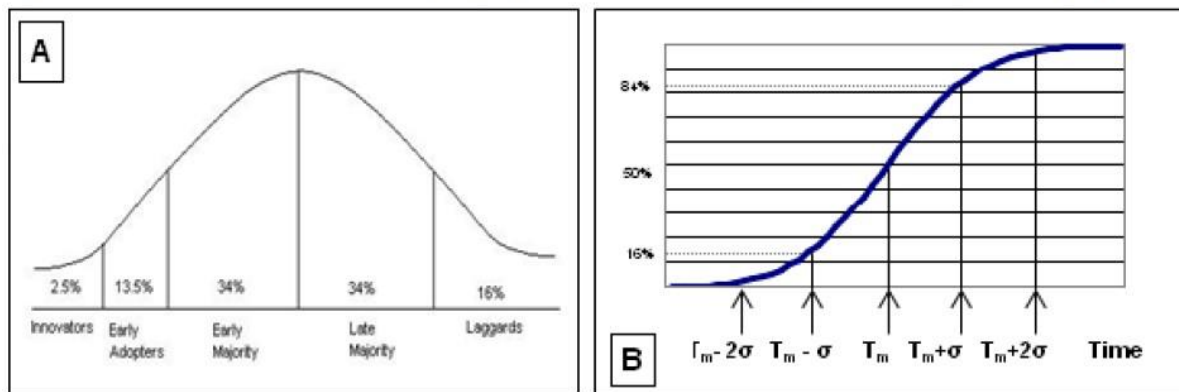 A
2.5% 13.5% 34% 34% 16%
Innovators Early Adopters Early Majority Late Majority Laggards
84%
50%
16%
Tm- 2σ Tm - σ Tm Tm+σ Tm+2σ Time
B